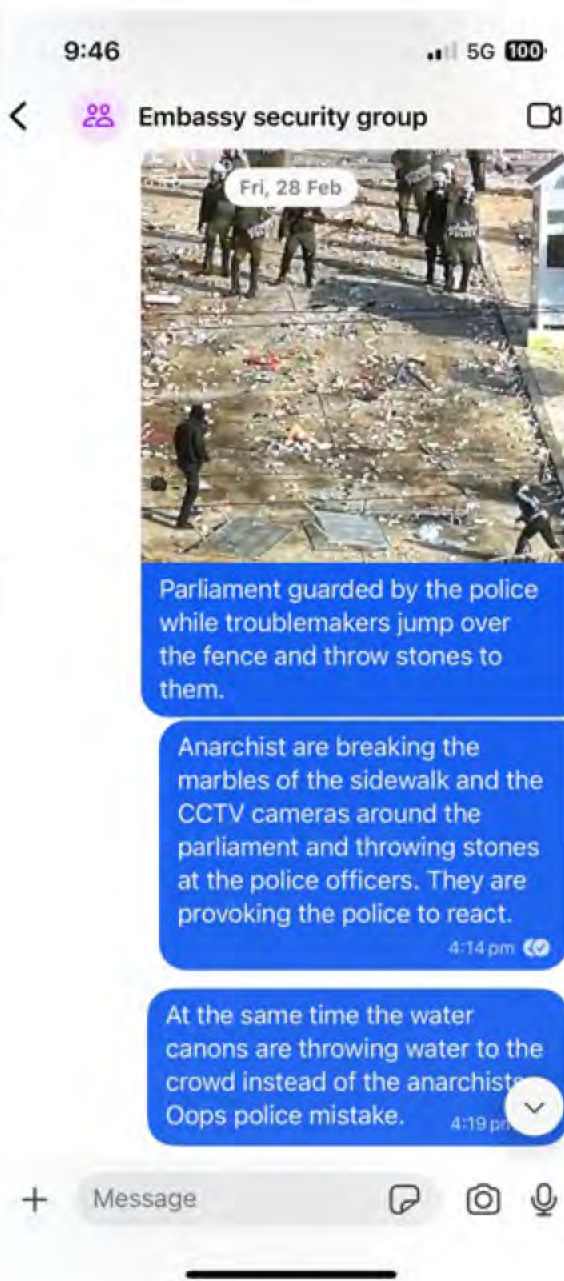 9:46
5G 100
Embassy security group
Fri, 28 Feb
Parliament guarded by the police
while troublemakers jump over
the fence and throw stones to
them.
Anarchist are breaking the
marbles of the sidewalk and the
CCTV cameras around the
parliament and throwing stones
at the police officers. They are
provoking the police to react.
4:14 pm
At the same time the water
canons are throwing water to the
crowd instead of the anarchists
Oops police mistake.
4:19
Message